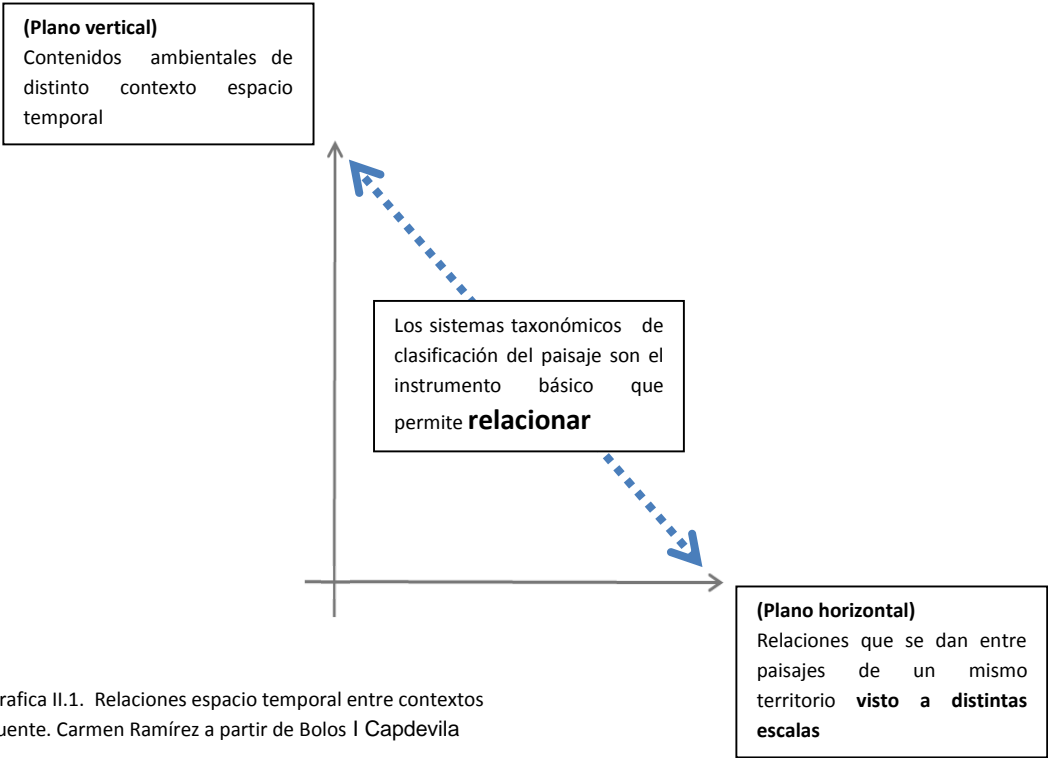 (Plano vertical)
Contenidos ambientales de
distinto contexto espacio
temporal
Los sistemas taxonómicos de
clasificación del paisaje son el
instrumento básico que
permite relacionar
(Plano horizontal)
Relaciones que se dan entre
paisajes de un mismo
territorio visto a distintas
escalas
rafica II.1. Relaciones espacio temporal entre contextos
uente. Carmen Ramírez a partir de Bolos I Capdevila